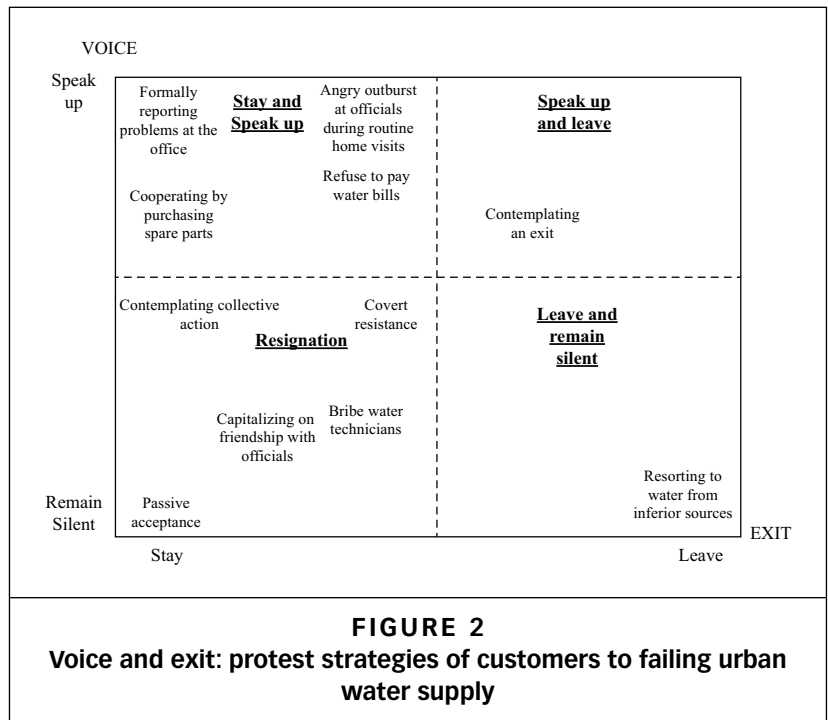 VOICE
Speak
up
Formally
reporting
problems at the
office
Stay and
Speak up
Angry outburst
at officials
during routine
home visits
Refuse to pay
water bills
Cooperating by
purchasing
spare parts
Speak up
and leave
Contemplating
an exit
Contemplating collective
action
Covert
resistance
Resignation
Capitalizing on
friendship with
officials
Bribe water
technicians
Leave and
remain
silent
Resorting to
water from
inferior sources
Remain
Silent
Passive
acceptance
EXIT
Stay
Leave
FIGURE 2
Voice and exit: protest strategies of customers to failing urban
water supply